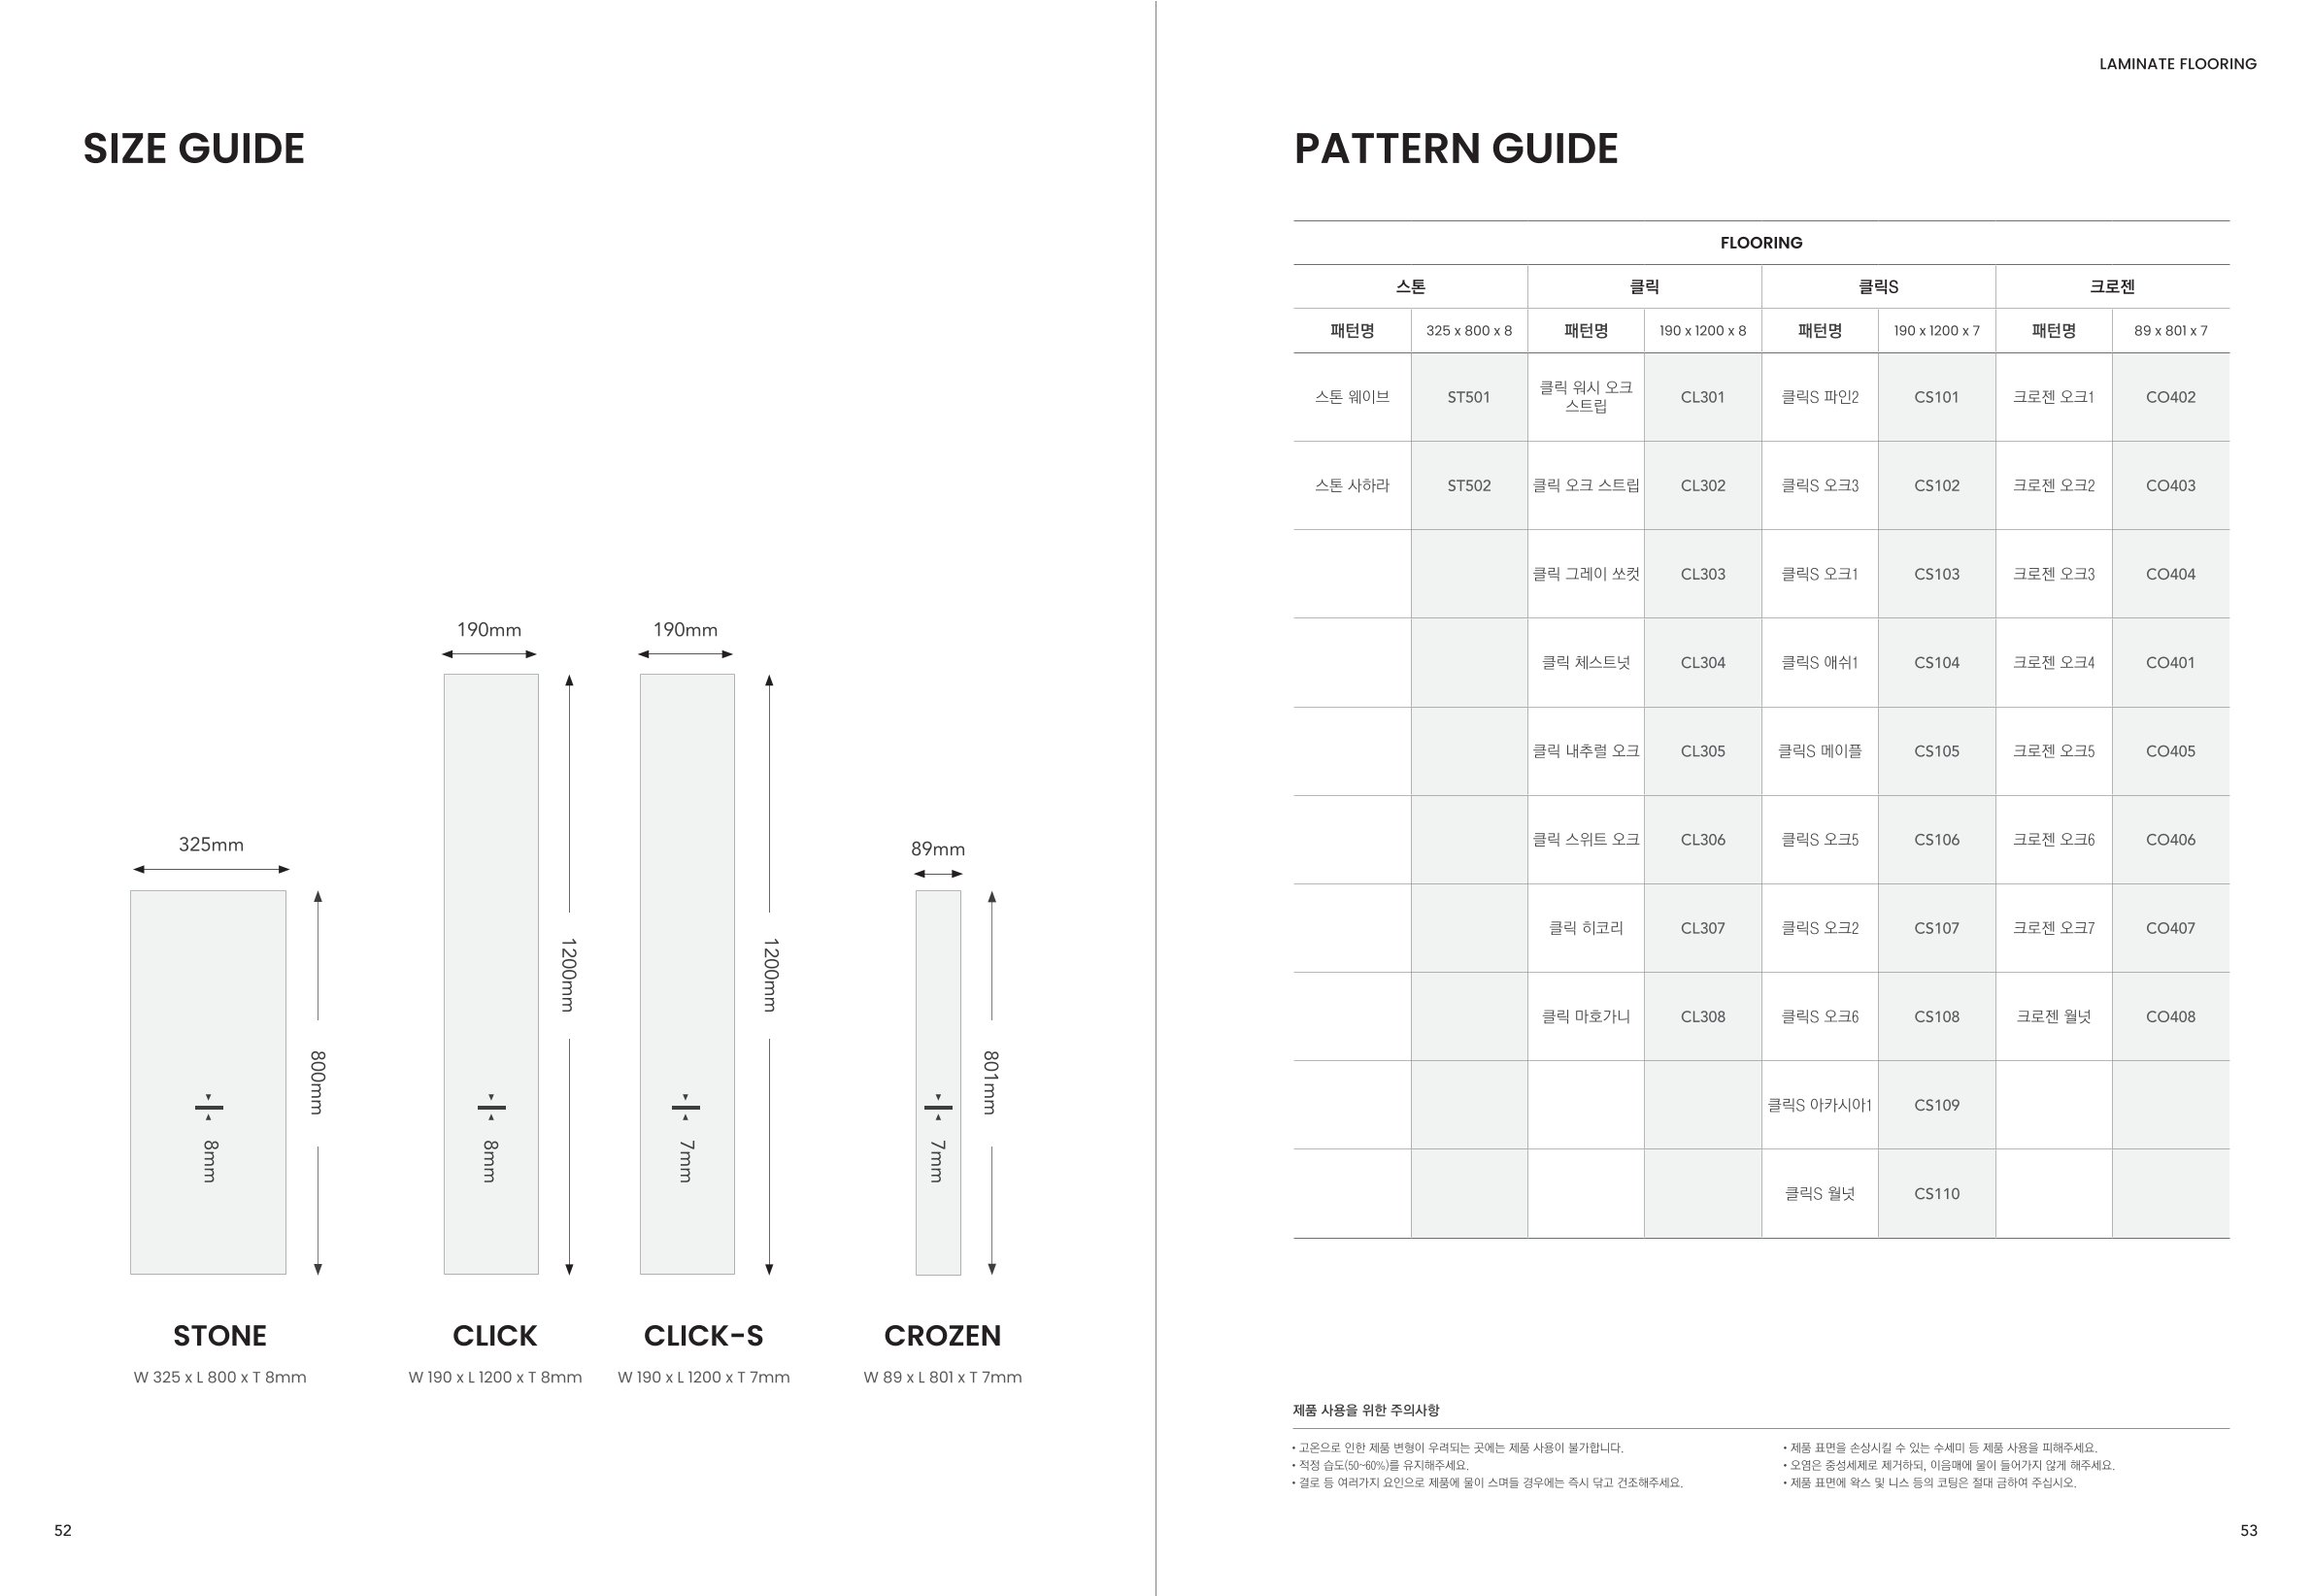 SIZE GUIDE
190mm
190mm
325mm
89mm
1200mm
1200mm
800mm
801mm
8mm
8mm
7mm
7mm
STONE
W 325 x L 800 x T 8mm
CLICK
W 190 x L 1200 x T 8mm
CLICK-S
W 190 x L 1200 x T 7mm
CROZEN
W 89 x L 801 x T 7mm
52
LAMINATE FLOORING
PATTERN GUIDE
FLOORING
스톤 클릭 클릭S 크로젠
패턴명 325 x 800 x 8 패턴명 190 x 1200 x 8 패턴명 190 x 1200 x 7 패턴명 89 x 801 x 7
스톤 웨이브 ST501 클릭 워시 오크 스트립 CL301 클릭S 파인2 CS101 크로젠 오크1 CO402
스톤 사하라 ST502 클릭 오크 스트립 CL302 클릭S 오크3 CS102 크로젠 오크2 CO403
클릭 그레이 쏘컷 CL303 클릭S 오크1 CS103 크로젠 오크3 CO404
클릭 체스트넛 CL304 클릭S 애쉬1 CS104 크로젠 오크4 CO401
클릭 내추럴 오크 CL305 클릭S 메이플 CS105 크로젠 오크5 CO405
클릭 스위트 오크 CL306 클릭S 오크5 CS106 크로젠 오크6 CO406
클릭 히코리 CL307 클릭S 오크2 CS107 크로젠 오크7 CO407
클릭 마호가니 CL308 클릭S 오크6 CS108 크로젠 월넛 CO408
클릭S 아카시아1 CS109
클릭S 월넛 CS110
제품 사용을 위한 주의사항
• 고온으로 인한 제품 변형이 우려되는 곳에는 제품 사용이 불가합니다.
• 적정 습도(50~60%)를 유지해주세요.
• 결로 등 여러가지 요인으로 제품에 물이 스며들 경우에는 즉시 닦고 건조해주세요.
• 제품 표면을 손상시킬 수 있는 수세미 등 제품 사용을 피해주세요.
• 오염은 중성세제로 제거하되, 이음매에 물이 들어가지 않게 해주세요.
• 제품 표면에 왁스 및 니스 등의 코팅은 절대 금하여 주십시오.
53